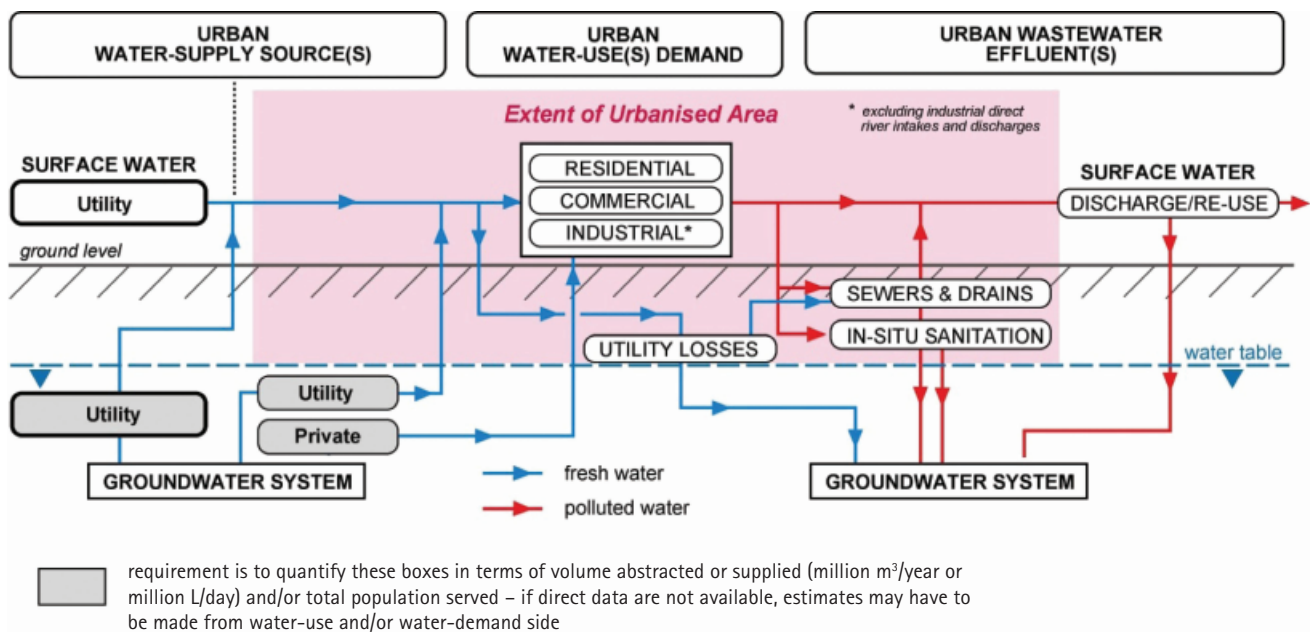 URBAN
WATER-SUPPLY SOURCE(S)
URBAN
WATER-USE(S) DEMAND
URBAN WASTEWATER
EFFLUENT(S)
Extent of Urbanised Area
* excluding industrial direct
river intakes and discharges
SURFACE WATER
Utility
RESIDENTIAL
COMMERCIAL
INDUSTRIAL*
SURFACE WATER
DISCHARGE/RE-USE
ground level
SEWERS & DRAINS
UTILITY LOSSES
IN-SITU SANITATION
water table
Utility
Utility
Private
GROUNDWATER SYSTEM
fresh water
polluted water
GROUNDWATER SYSTEM
requirement is to quantify these boxes in terms of volume abstracted or supplied (million m³/year or
million L/day) and/or total population served – if direct data are not available, estimates may have to
be made from water-use and/or water-demand side